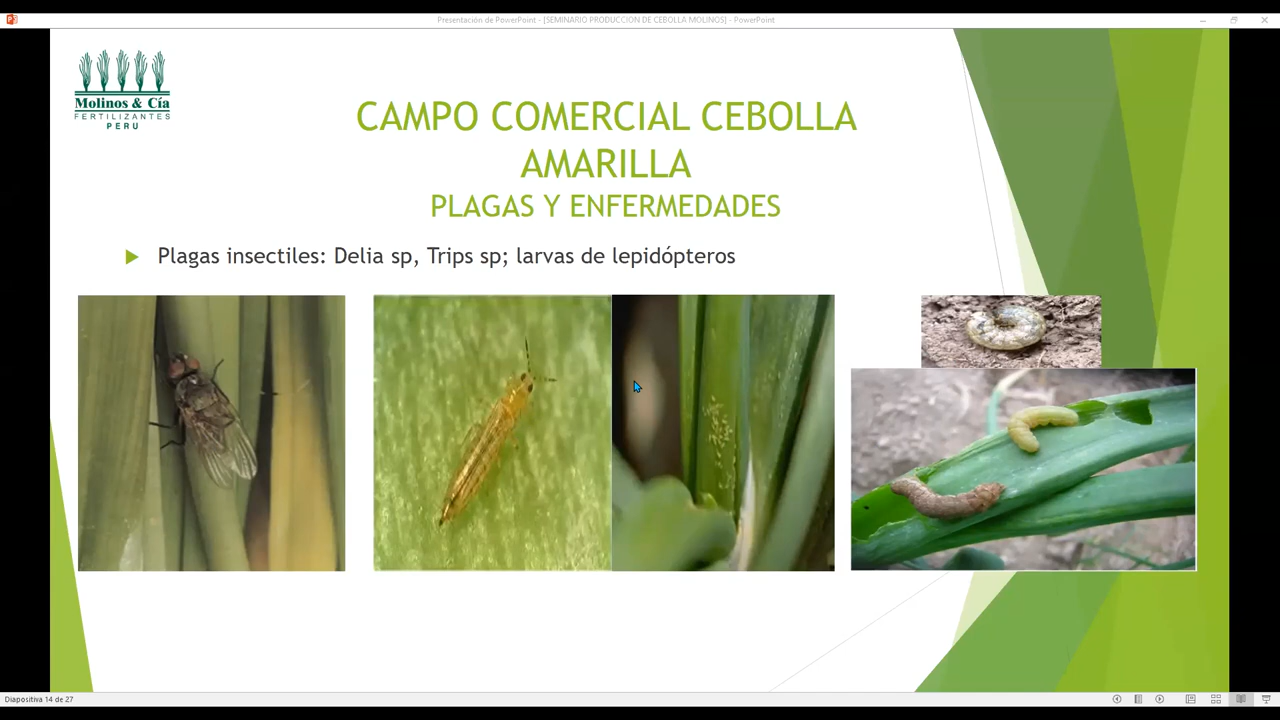 Presentación de PowerPoint - [SEMINARIO PRODUCCION DE CEBOLLA MOLINOS] - PowerPoint
Molinos & Cía
FERTILIZANTES
PERU
CAMPO COMERCIAL CEBOLLA
AMARILLA
PLAGAS Y ENFERMEDADES
Plagas insectiles: Delia sp, Trips sp; larvas de lepidópteros
Diapositiva 14 de 27